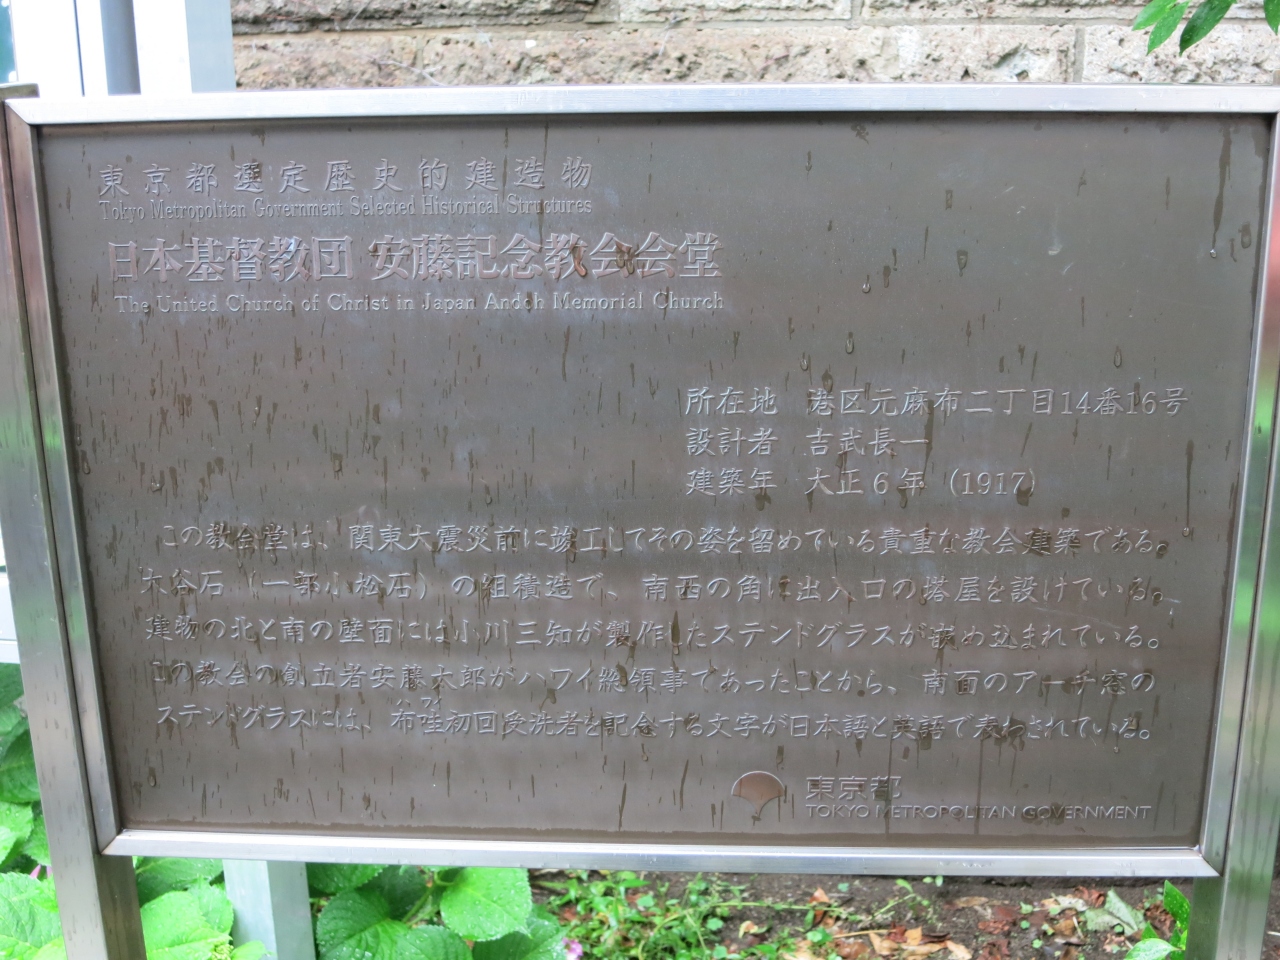 東京都選定歴史的建造物
Tokyo Metropolitan Government Selected Historical Structures
日本基督教団 安藤記念教会会堂
The United Church of Christ in Japan Andoh Memorial Church
所在地　港区元麻布二丁目14番16号
設計者　吉武長一
建築年　大正6年（1917）
この教会堂は、関東大震災前に竣工してその姿を留めている貴重な教会建築である。
大谷石（一部小松石）の組積造で、南西の角に出入口の塔屋を設けている。
建物の北と南の壁面には小川三知が製作したステンドグラスが嵌め込まれている。
この教会の創立者安藤太郎がハワイ総領事であったことから、南面のアーチ窓の
ハワイ
ステンドグラスには、布哇初回受洗者を記念する文字が日本語と英語で表わされている。
東京都
TOKYO METROPOLITAN GOVERNMENT